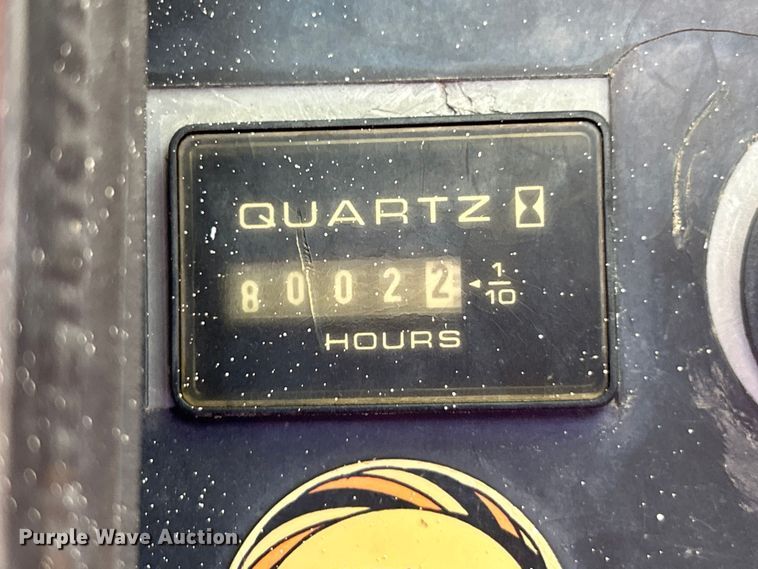 QUARTZ
80022 1/10
HOURS
Purple Wave Auction